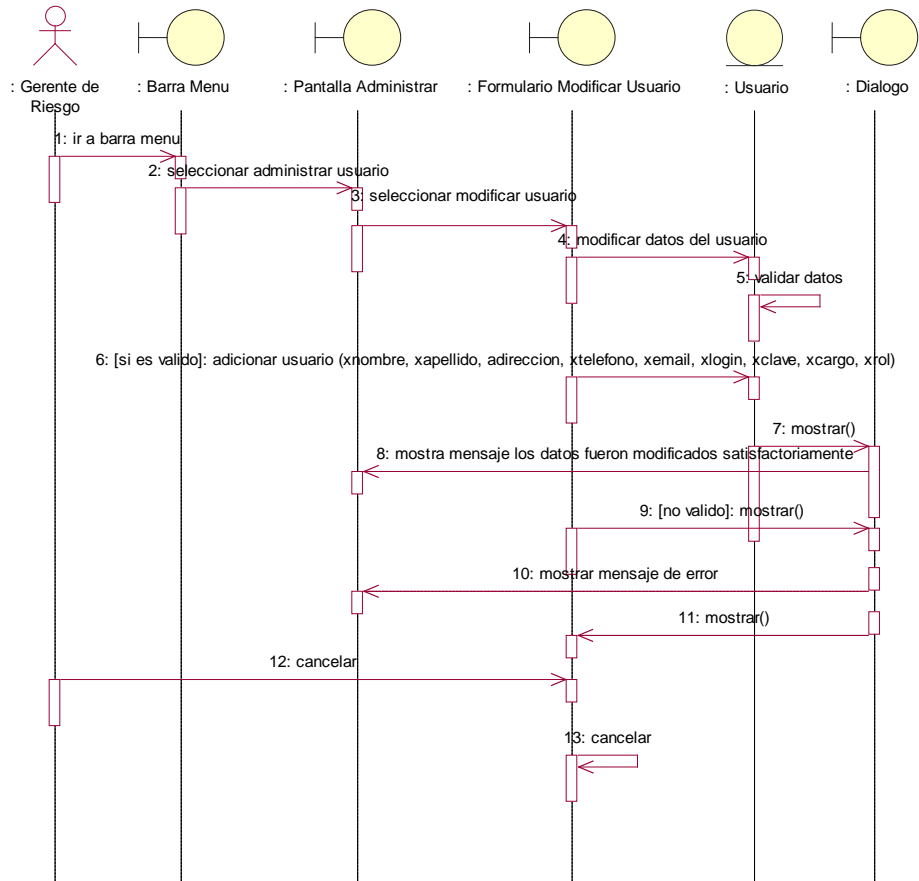 : Gerente de
Riesgo
: Barra Menu
: Pantalla Administrar
: Formulario Modificar Usuario
: Usuario
: Dialogo
1: ir a barra menu
2: seleccionar administrar usuario
3: seleccionar modificar usuario
4: modificar datos del usuario
5: validar datos
6: [si es valido]: adicionar usuario (xnombre, xapellido, adireccion, xtelefono, xemail, xlogin, xclave, xcargo, xrol)
7: mostrar()
8: mostra mensaje los datos fueron modificados satisfactoriamente
9: [no valido]: mostrar()
10: mostrar mensaje de error
11: mostrar()
12: cancelar
13: cancelar